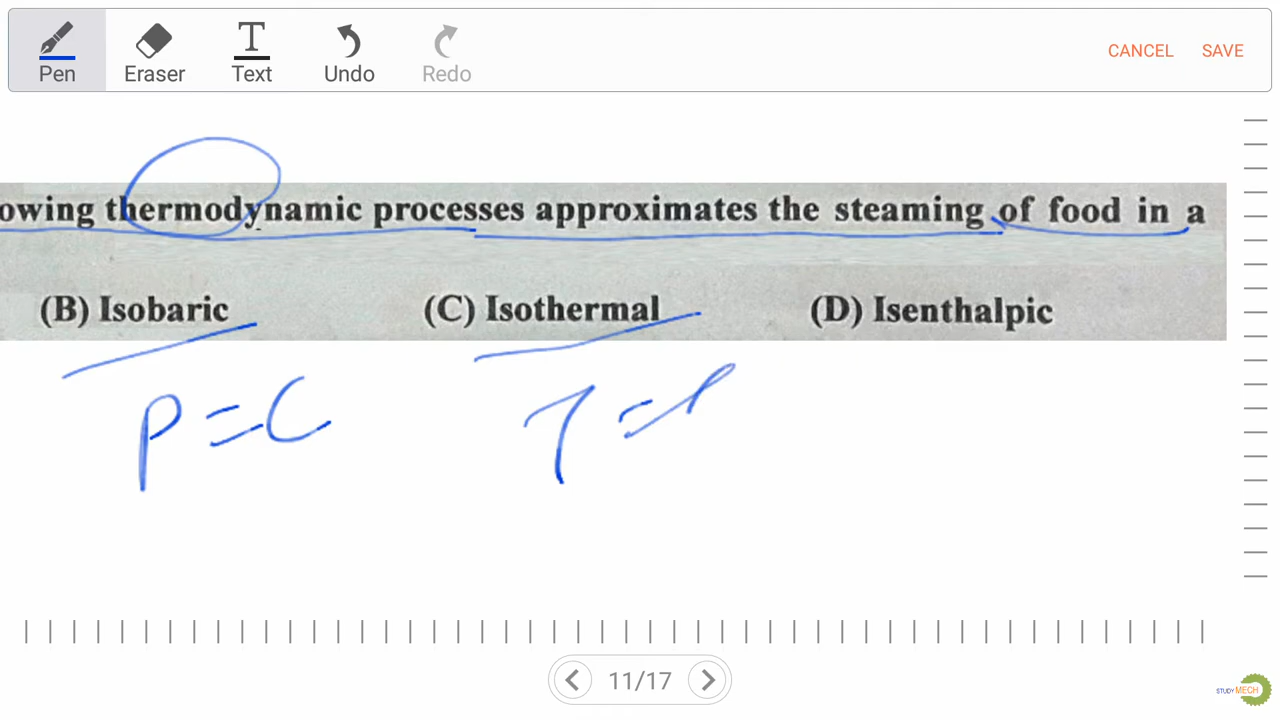 Pen Eraser Text Undo Redo CANCEL SAVE
owing thermodynamic processes approximates the steaming of food in a
(B) Isobaric (C) Isothermal (D) Isenthalpic
P=C T=
11/17
STUDY MECH